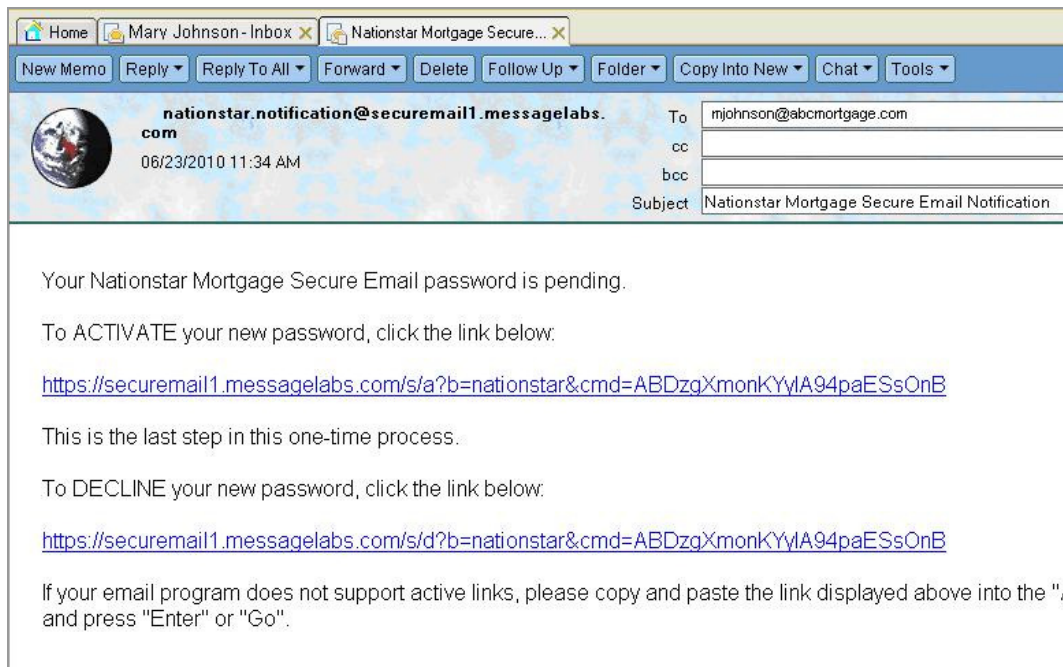 Home Mary Johnson - Inbox Nationstar Mortgage Secure...
New Memo Reply Reply To All Forward Delete Follow Up Folder Copy Into New Chat Tools
nationstar.notification@securemail1.messagelabs.
com
06/23/2010 11:34 AM
To mjohnson@abcmortgage.com
cc
bcc
Subject Nationstar Mortgage Secure Email Notification
Your Nationstar Mortgage Secure Email password is pending.
To ACTIVATE your new password, click the link below:
https://securemail1.messagelabs.com/s/a?b=nationstar&cmd=ABDzgXmonKYylA94paESsOnB
This is the last step in this one-time process.
To DECLINE your new password, click the link below:
https://securemail1.messagelabs.com/s/d?b=nationstar&cmd=ABDzgXmonKYylA94paESsOnB
If your email program does not support active links, please copy and paste the link displayed above into the "
and press "Enter" or "Go".